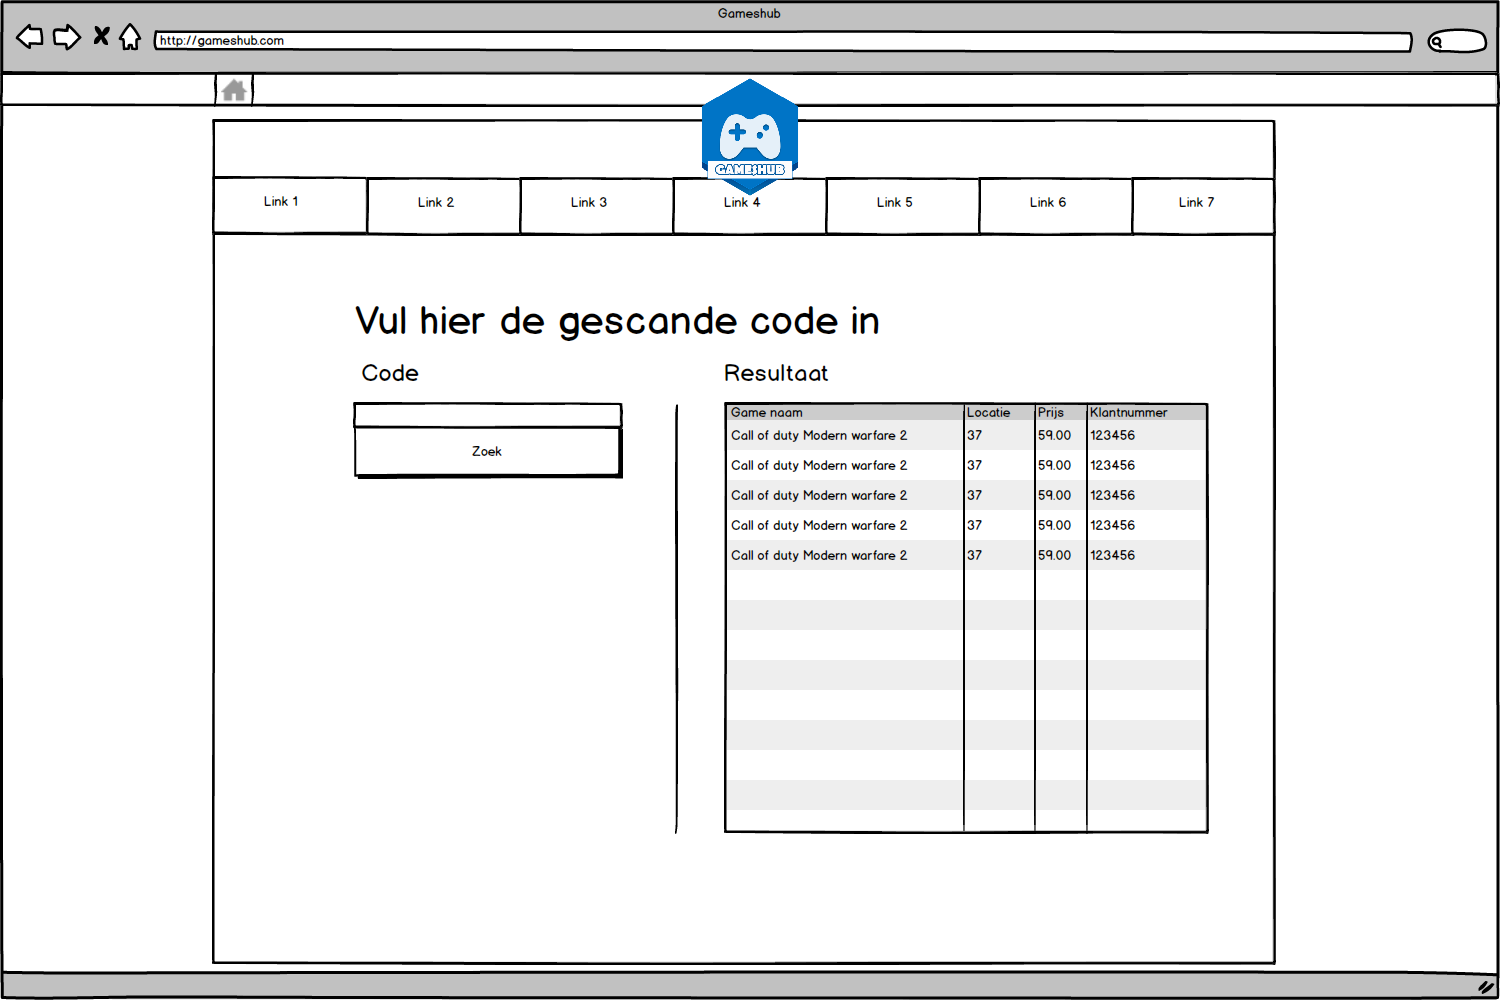 Gameshub
http://gameshub.com
GAMESHUB
Link 1 Link 2 Link 3 Link 4 Link 5 Link 6 Link 7
Vul hier de gescande code in
Code
Zoek
Resultaat
Game naam Locatie Prijs Klantnummer
Call of duty Modern warfare 2 37 59.00 123456
Call of duty Modern warfare 2 37 59.00 123456
Call of duty Modern warfare 2 37 59.00 123456
Call of duty Modern warfare 2 37 59.00 123456
Call of duty Modern warfare 2 37 59.00 123456